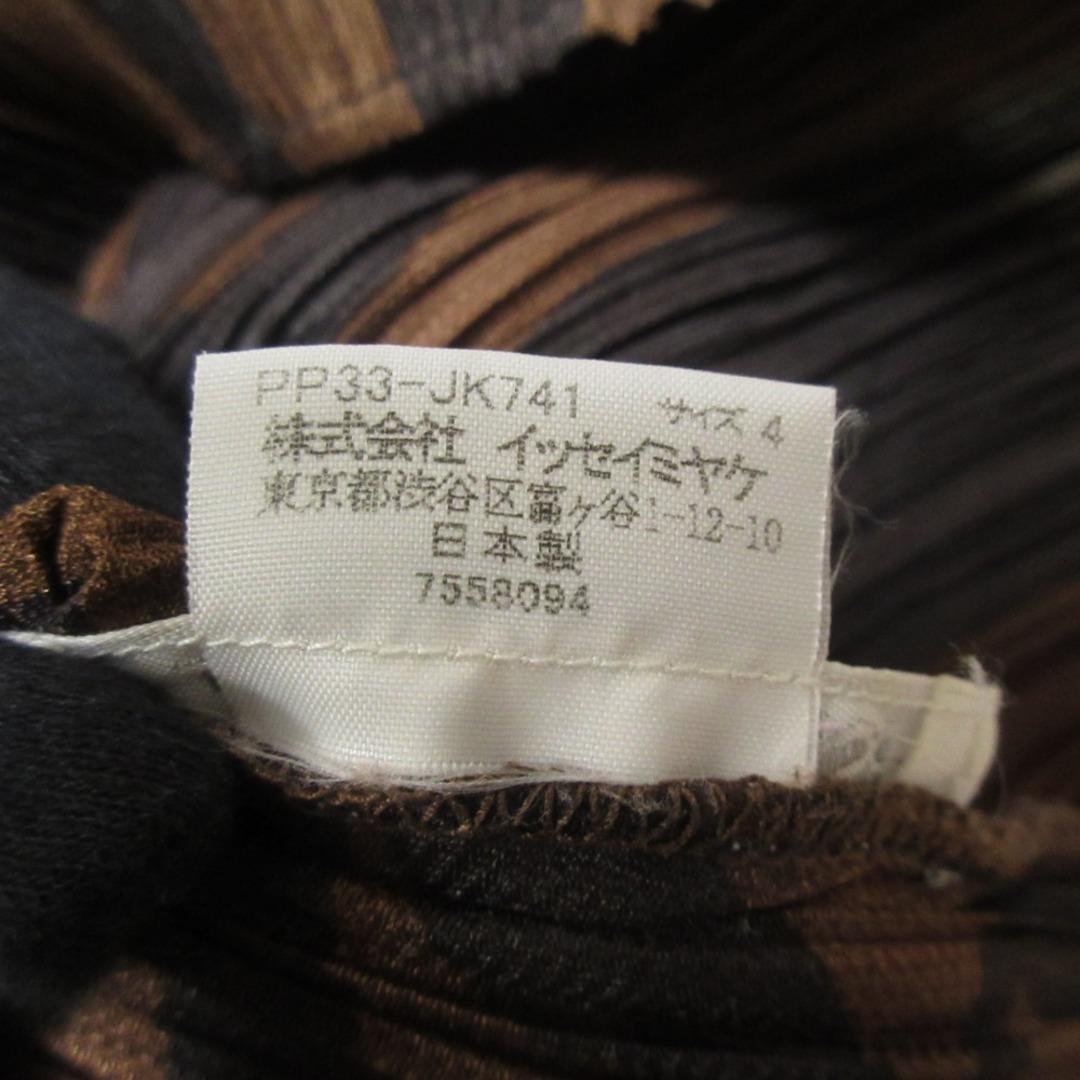 PP33-JK741 サイズ 4
株式会社 イッセイミヤケ
東京都渋谷区富ヶ谷1-12-10
日本製
7558094